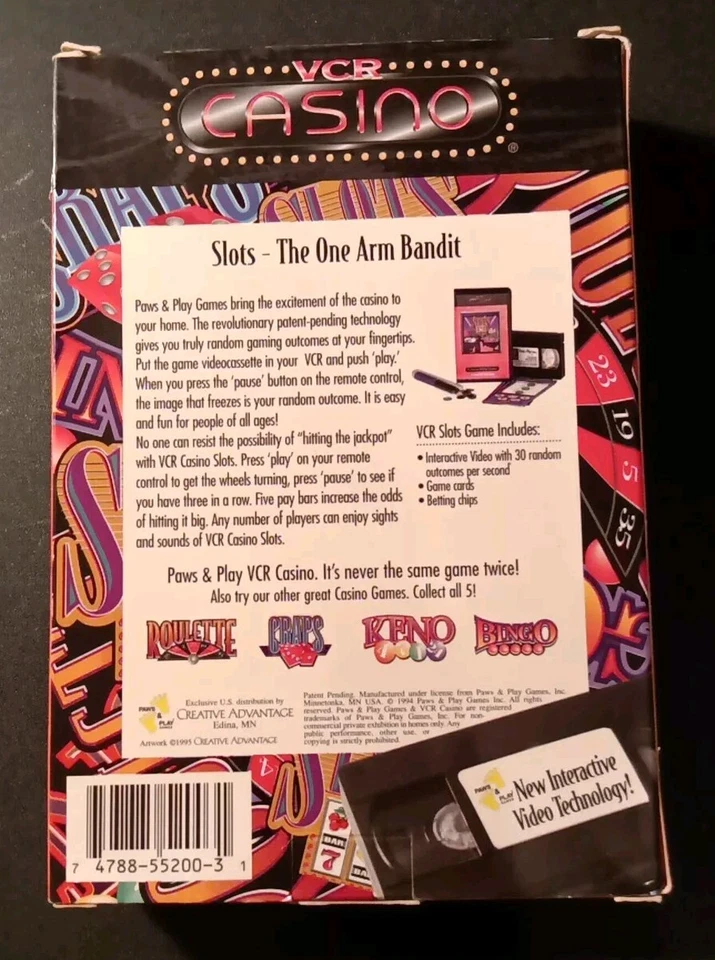 VCR
CASINO
®
CRAPS
SLOTS
Slots - The One Arm Bandit
Paws & Play Games bring the excitement of the casino to
your home. The revolutionary patent-pending technology
gives you truly random gaming outcomes at your fingertips.
Put the game videocassette in your VCR and push 'play.'
When you press the 'pause' button on the remote control,
the image that freezes is your random outcome. It is easy
and fun for people of all ages!
No one can resist the possibility of "hitting the jackpot"
with VCR Casino Slots. Press 'play' on your remote
control to get the wheels turning, press 'pause' to see if
you have three in a row. Five pay bars increase the odds
of hitting it big. Any number of players can enjoy sights
and sounds of VCR Casino Slots.
VCR Slots Game Includes:
• Interactive Video with 30 random
outcomes per second
• Game cards
• Betting chips
23
19
5
35
Paws & Play VCR Casino. It's never the same game twice!
Also try our other great Casino Games. Collect all 5!
ROULETTE
CRAPS
KENO
BINGO
PAWS
&
PLAY
GAMES
Exclusive U.S. distribution by
CREATIVE ADVANTAGE
Edina, MN
Artwork ©1995 CREATIVE ADVANTAGE
Patent Pending. Manufactured under license from Paws & Play Games, Inc.
Minnetonka, MN USA. © 1994 Paws & Play Games Inc. All rights
reserved. Paws & Play Games & VCR Casino are registered
trademarks of Paws & Play Games, Inc. For non-
commercial private exhibition in homes only. Any
public performance, other use, or
copying is strictly prohibited.
PAWS
&
PLAY
GAMES
New Interactive
Video Technology!
4
BAR
7
BAR
7 4788-55200-3 1